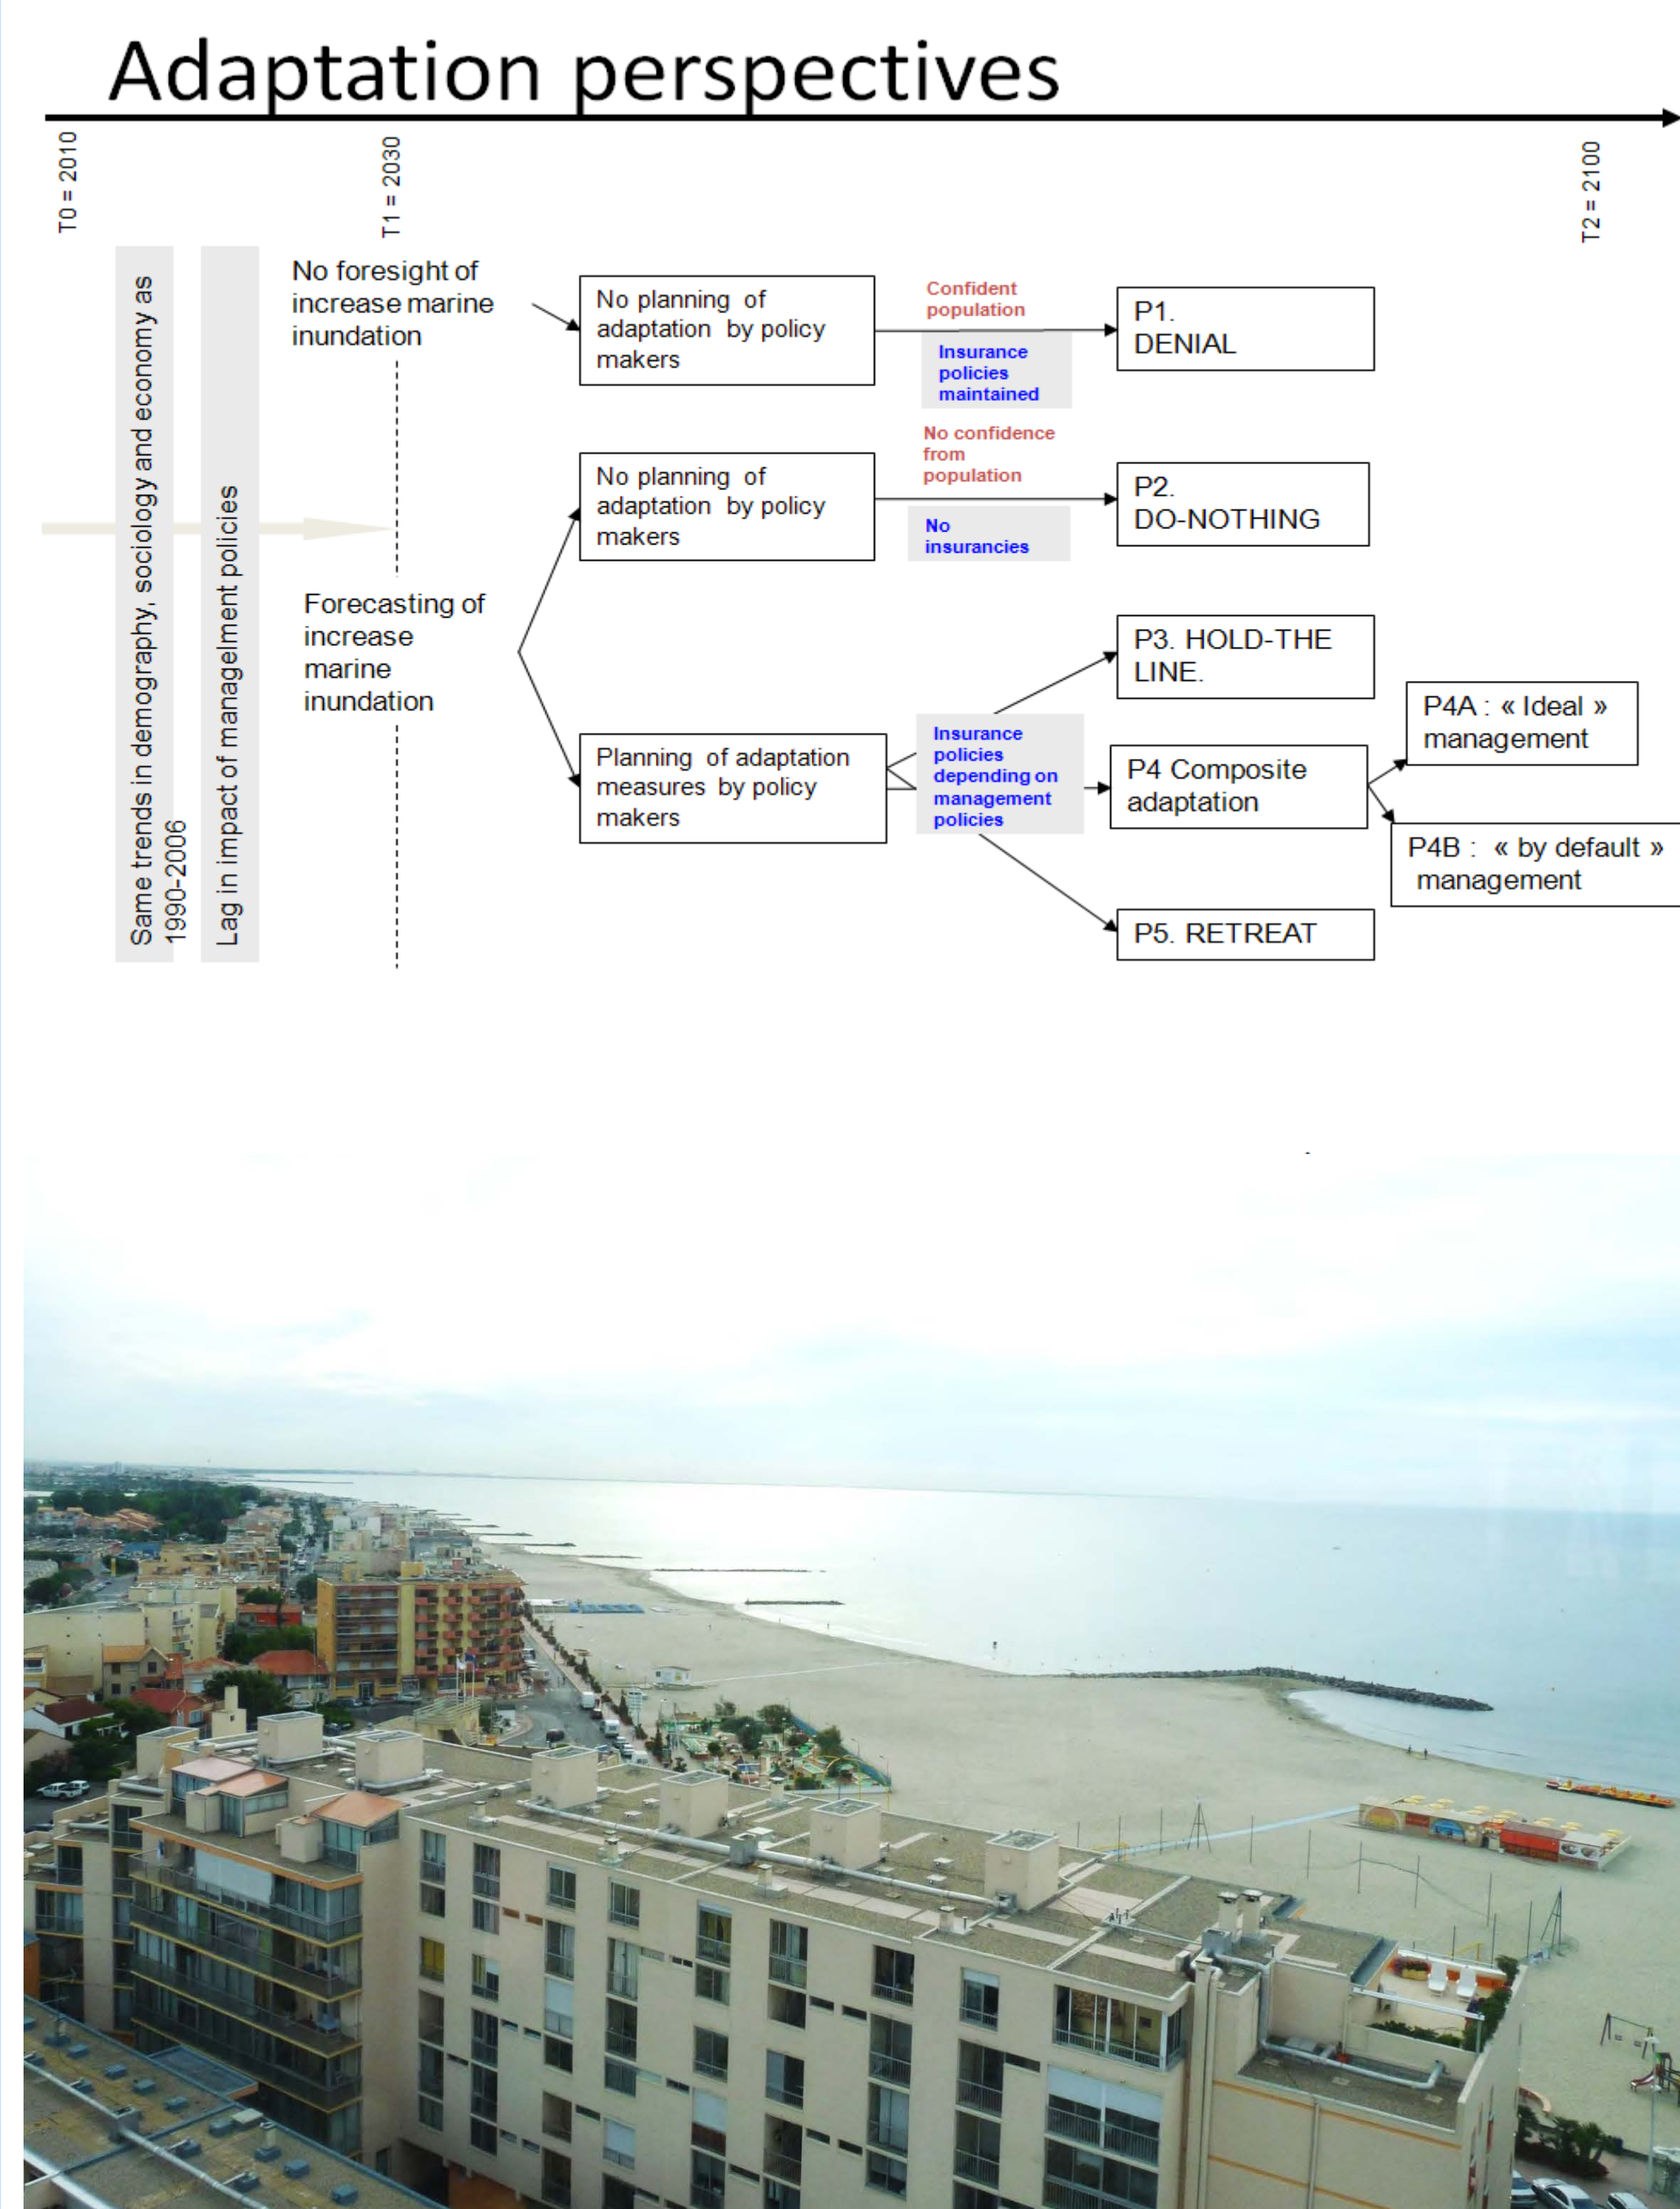 Adaptation perspectives
T0 = 2010
T1 = 2030
T2 = 2100
Same trends in demography, sociology and economy as
1990-2006
Lag in impact of managelment policies
No foresight of
increase marine
inundation
No planning of
adaptation by policy
makers
Confident
population
Insurance
policies
maintained
P1.
DENIAL
No planning of
adaptation by policy
makers
No confidence
from
population
No
insurancies
P2.
DO-NOTHING
Forecasting of
increase
marine
inundation
Planning of adaptation
measures by policy
makers
Insurance
policies
depending on
management
policies
P3. HOLD-THE
LINE.
P4 Composite
adaptation
P4A : « Ideal »
management
P4B : « by default »
management
P5. RETREAT